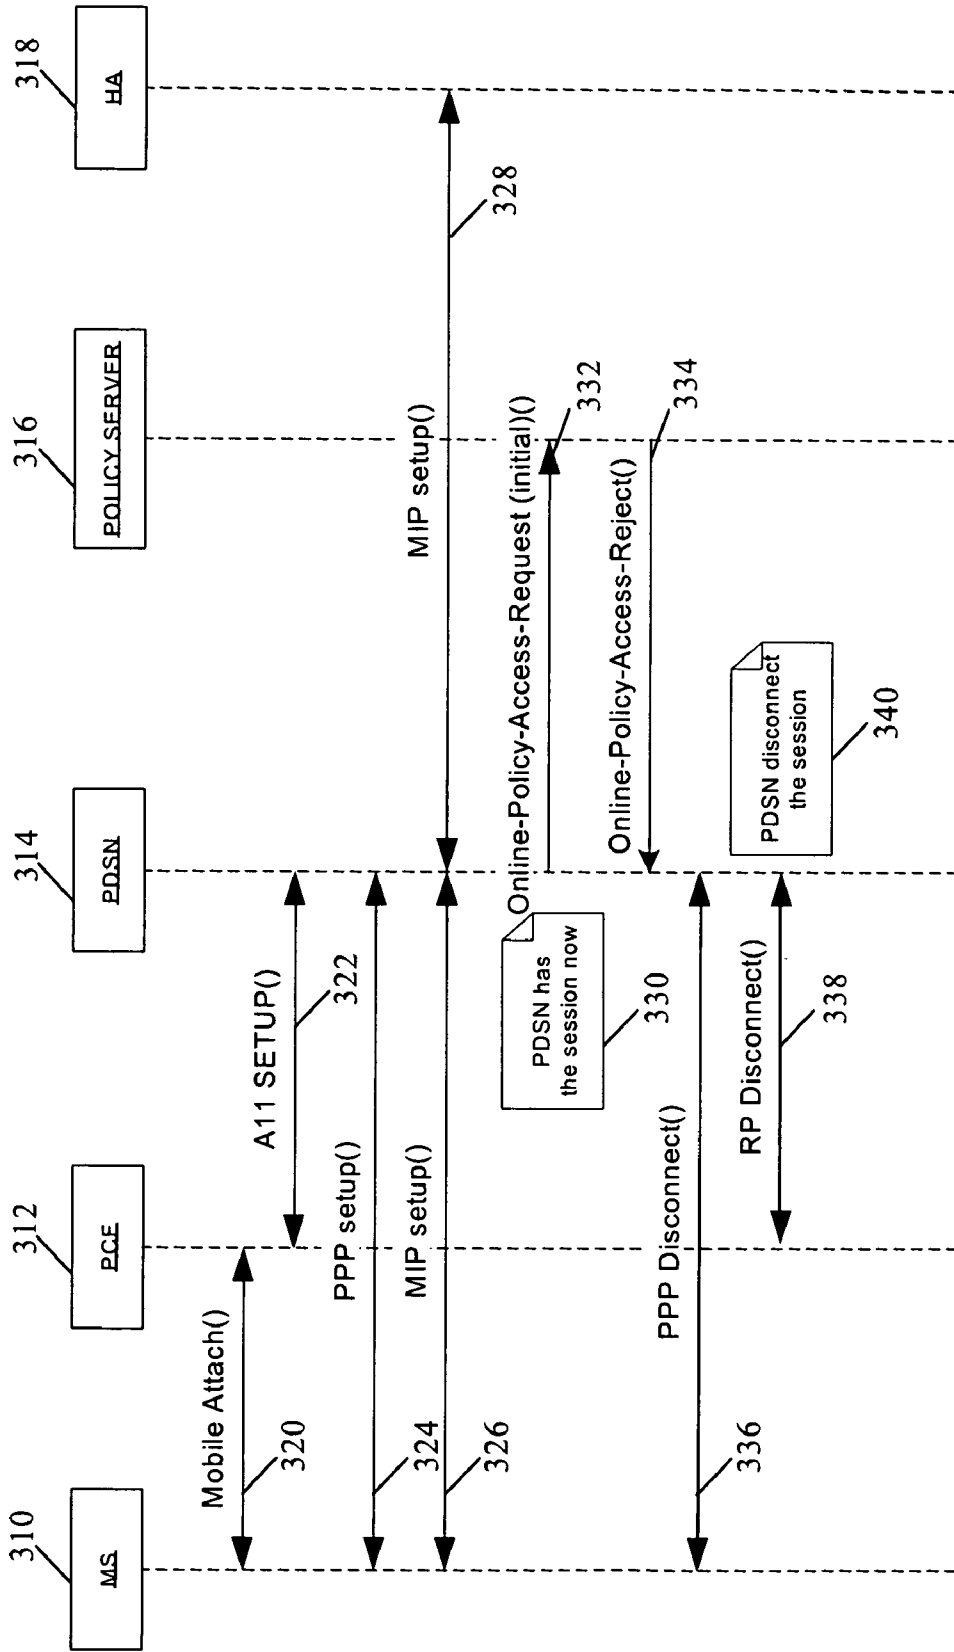 310
MS
312
PCF
314
PDSN
316
POLICY SERVER
318
HA
Mobile Attach()
320
A11 SETUP()
322
PPP setup()
324
MIP setup()
326
MIP setup()
328
PDSN has
the session now
330
Online-Policy-Access-Request (initial)()
332
Online-Policy-Access-Reject()
334
PPP Disconnect()
336
RP Disconnect()
338
PDSN disconnect
the session
340